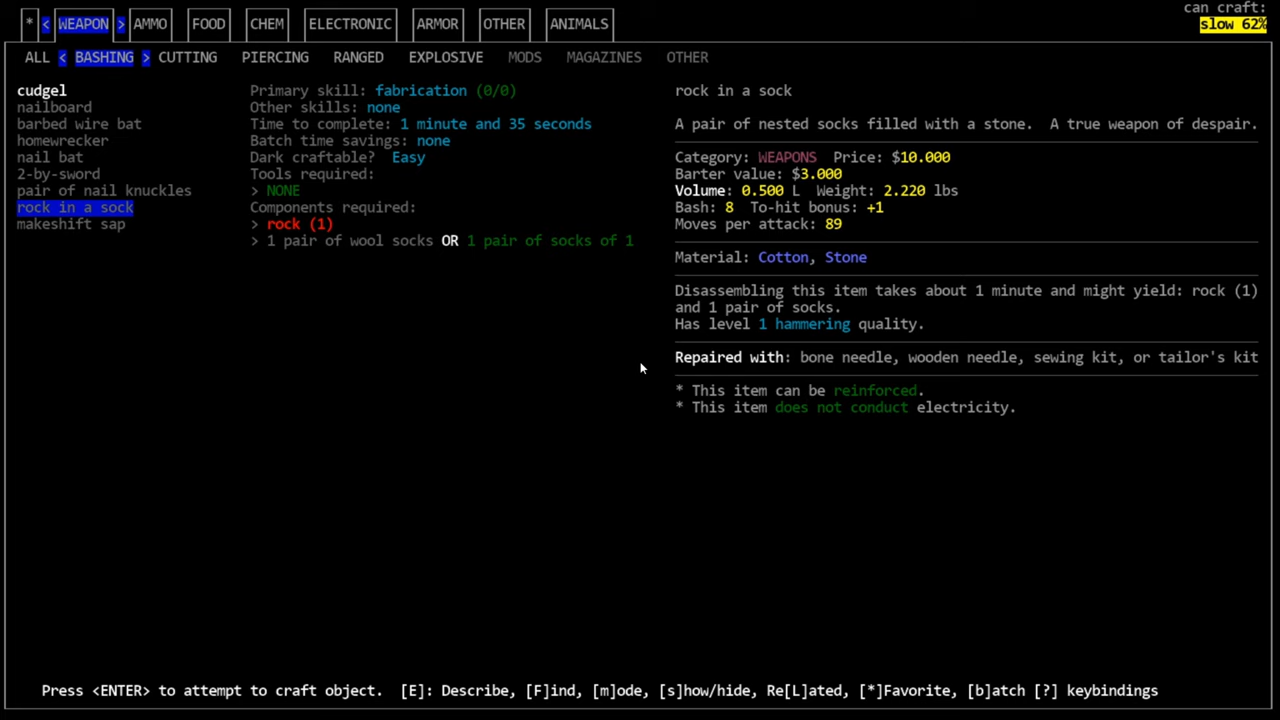 can craft:
* < WEAPON > AMMO FOOD CHEM ELECTRONIC ARMOR OTHER ANIMALS slow 62%
ALL < BASHING > CUTTING PIERCING RANGED EXPLOSIVE MODS MAGAZINES OTHER
cudgel
nailboard
barbed wire bat
homewrecker
nail bat
2-by-sword
pair of nail knuckles
rock in a sock
makeshift sap
Primary skill: fabrication (0/0)
Other skills: none
Time to complete: 1 minute and 35 seconds
Batch time savings: none
Dark craftable? Easy
Tools required:
> NONE
Components required:
> rock (1)
> 1 pair of wool socks OR 1 pair of socks of 1
rock in a sock
A pair of nested socks filled with a stone. A true weapon of despair.
Category: WEAPONS Price: $10.000
Barter value: $3.000
Volume: 0.500 L Weight: 2.220 lbs
Bash: 8 To-hit bonus: +1
Moves per attack: 89
Material: Cotton, Stone
Disassembling this item takes about 1 minute and might yield: rock (1)
and 1 pair of socks.
Has level 1 hammering quality.
Repaired with: bone needle, wooden needle, sewing kit, or tailor's kit
* This item can be reinforced.
* This item does not conduct electricity.
Press <ENTER> to attempt to craft object. [E]: Describe, [F]ind, [m]ode, [s]how/hide, Re[L]ated, [*]Favorite, [b]atch [?] keybindings